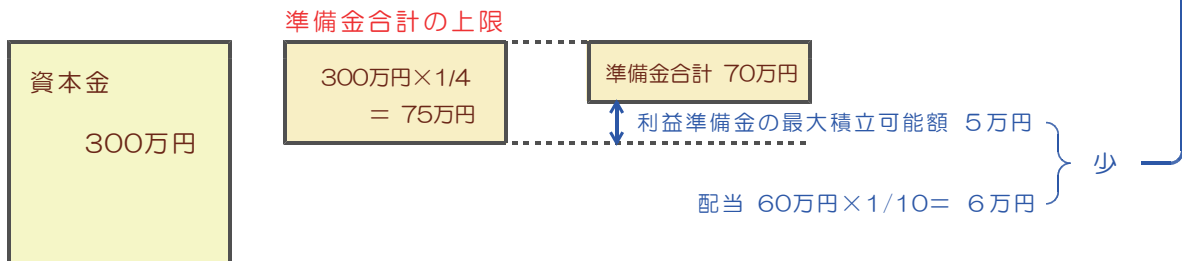 準備金合計の上限
資本金
300万円
300万円×1/4
＝ 75万円
準備金合計 70万円
利益準備金の最大積立可能額 5万円
配当 60万円×1/10＝ 6万円
少